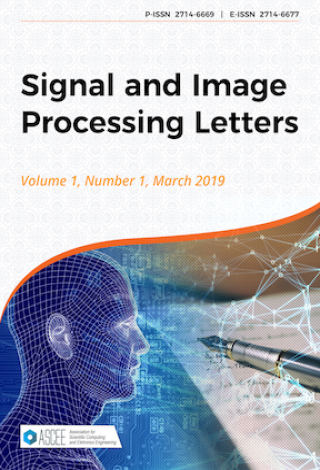 P-ISSN 2714-6669 | E-ISSN 2714-6677
Signal and Image
Processing Letters
Volume 1, Number 1, March 2019
ASCEE
Association for
Scientific Computing
and Electronics Engineering